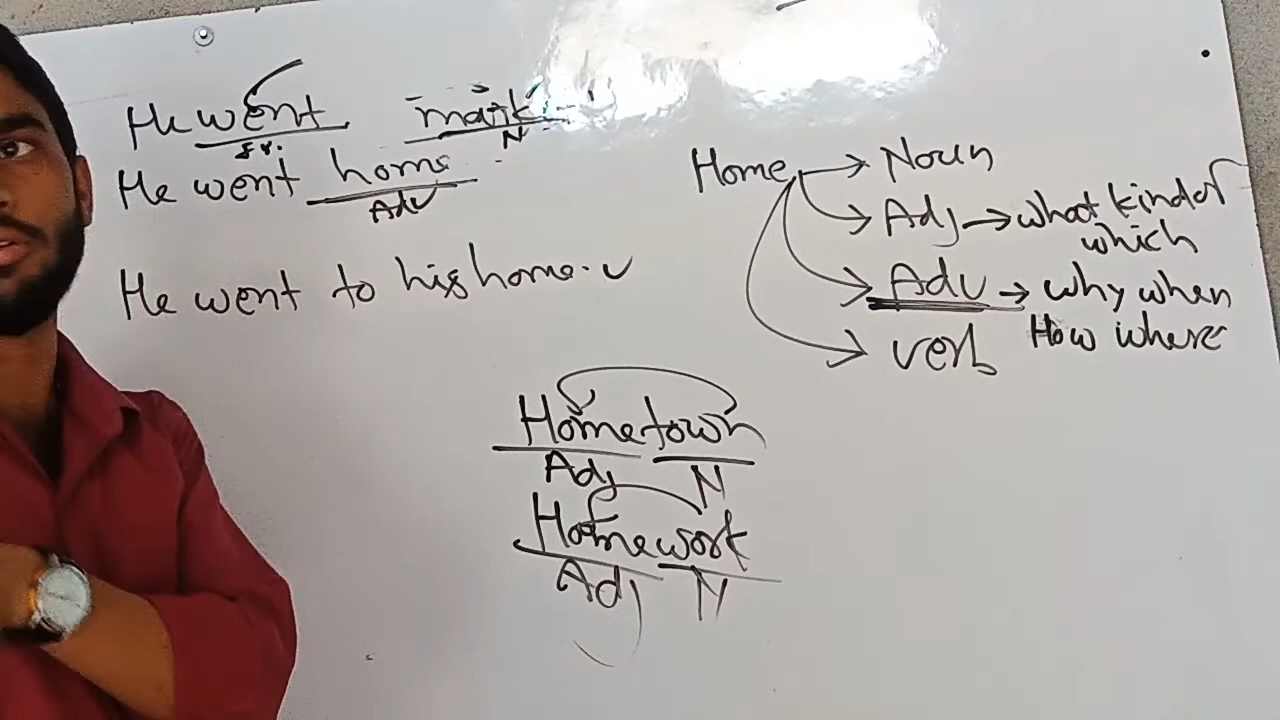 He went
N
He went home
Adv
He went to his home.
Home → Noun
Adj → what kind of
which
Adv → why when
How where
verb
Hometown
Adj N
Homework
Adj N